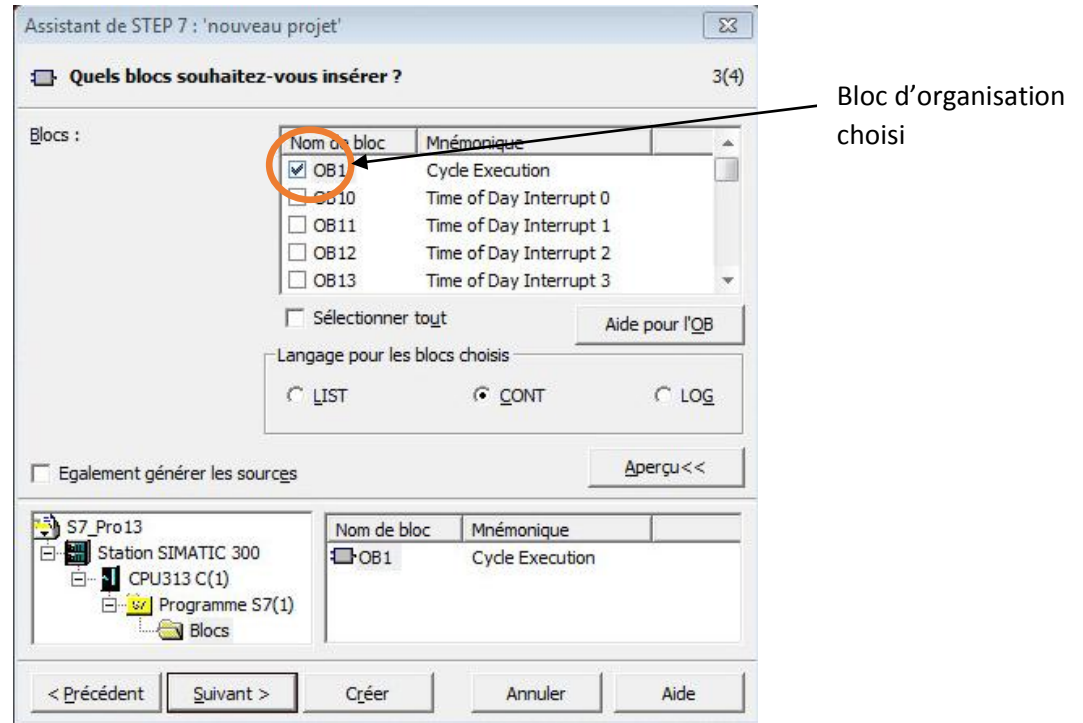 Assistant de STEP 7 : 'nouveau projet'
Quels blocs souhaitez-vous insérer ?
3(4)
Bloc d'organisation
choisi
Blocs :
Nom de bloc Mnémonique
OB1 Cycle Execution
OB10 Time of Day Interrupt 0
OB11 Time of Day Interrupt 1
OB12 Time of Day Interrupt 2
OB13 Time of Day Interrupt 3
Sélectionner tout
Aide pour l'OB
Langage pour les blocs choisis
LIST CONT LOG
Egalement générer les sources
Aperçu<<
S7_Pro13
Station SIMATIC 300
CPU313 C(1)
Programme S7(1)
Blocs
Nom de bloc Mnémonique
OB1 Cycle Execution
< Précédent Suivant > Créer Annuler Aide